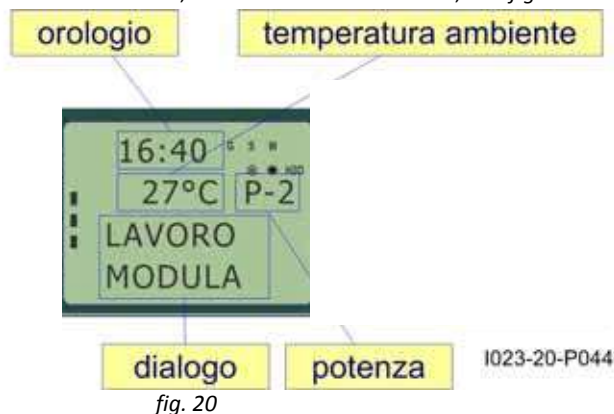 orologio
temperatura ambiente
16:40
G S M
27°C P-2
LAVORO
MODULA
dialogo
potenza
I023-20-P044
fig. 20